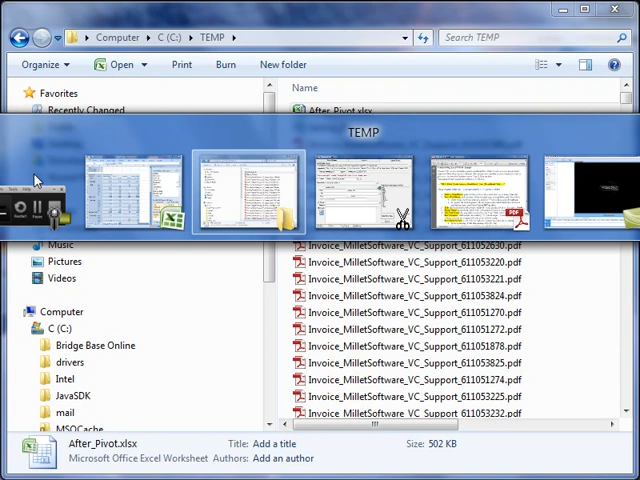 Computer ▸ C (C:) ▸ TEMP ▸
Search TEMP
Organize
Open
Print
Burn
New folder
Favorites
Recently Changed
Name
After_Pivot.xlsx
TEMP
Music
Pictures
Videos
Computer
C (C:)
Bridge Base Online
drivers
Intel
JavaSDK
mail
MSOCache
Invoice_MilletSoftware_VC_Support_611052630.pdf
Invoice_MilletSoftware_VC_Support_611053220.pdf
Invoice_MilletSoftware_VC_Support_611053221.pdf
Invoice_MilletSoftware_VC_Support_611053824.pdf
Invoice_MilletSoftware_VC_Support_611051270.pdf
Invoice_MilletSoftware_VC_Support_611051272.pdf
Invoice_MilletSoftware_VC_Support_611051878.pdf
Invoice_MilletSoftware_VC_Support_611053825.pdf
Invoice_MilletSoftware_VC_Support_611051274.pdf
Invoice_MilletSoftware_VC_Support_611053225.pdf
Invoice_MilletSoftware_VC_Support_611053232.pdf
After_Pivot.xlsx
Title: Add a title
Size: 502 KB
Microsoft Office Excel Worksheet
Authors: Add an author